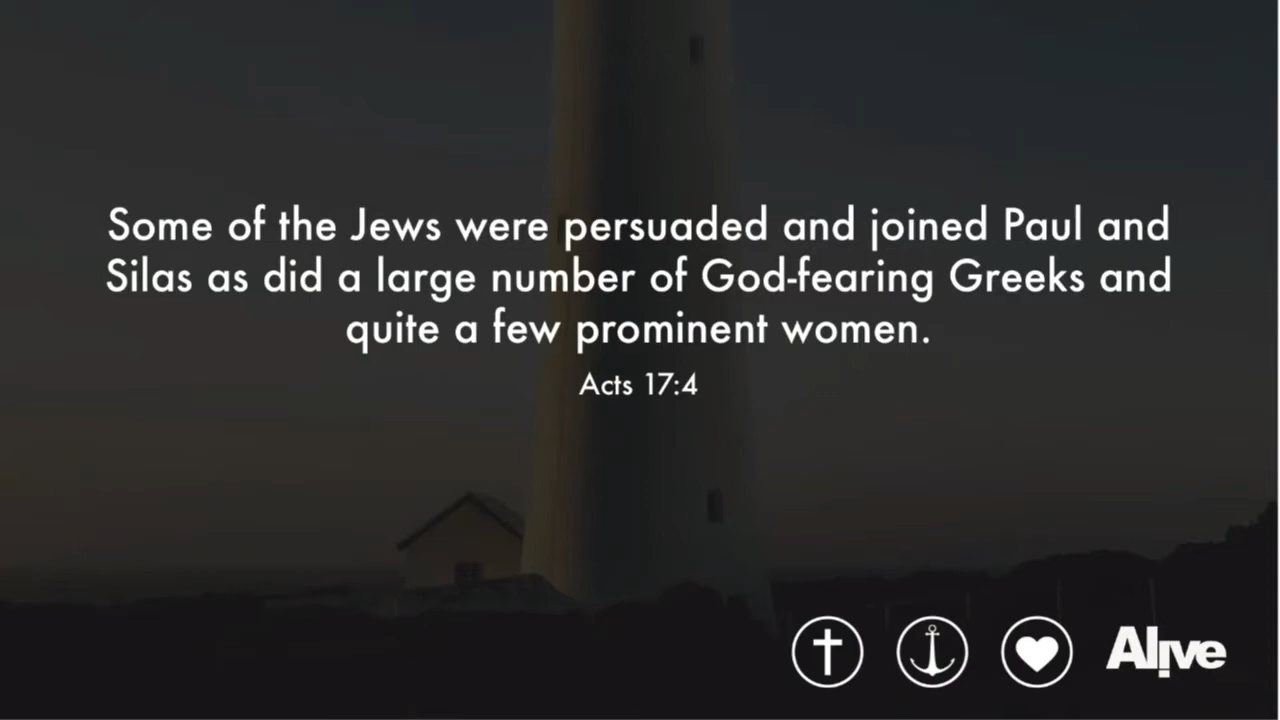 Some of the Jews were persuaded and joined Paul and
Silas as did a large number of God-fearing Greeks and
quite a few prominent women.
Acts 17:4
Alive